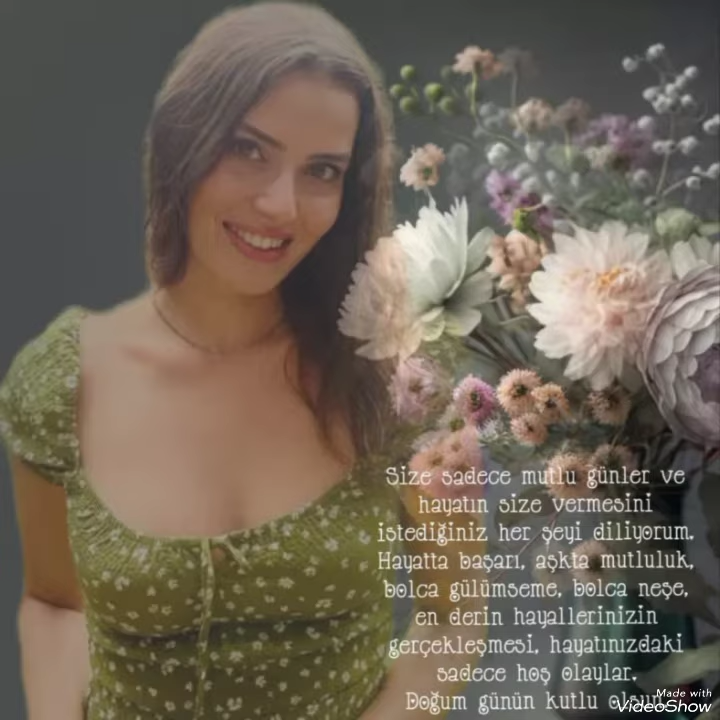 Size sadece mutlu günler ve
hayatın size vermesini
istediğiniz her şeyi diliyorum.
Hayatta başarı, aşkta mutluluk,
bolca gülümseme, bolca neşe,
en derin hayallerinizin
gerçekleşmesi, hayatınızdaki
sadece hoş olaylar.
Doğum günün kutlu olsun
Made with
VideoShow